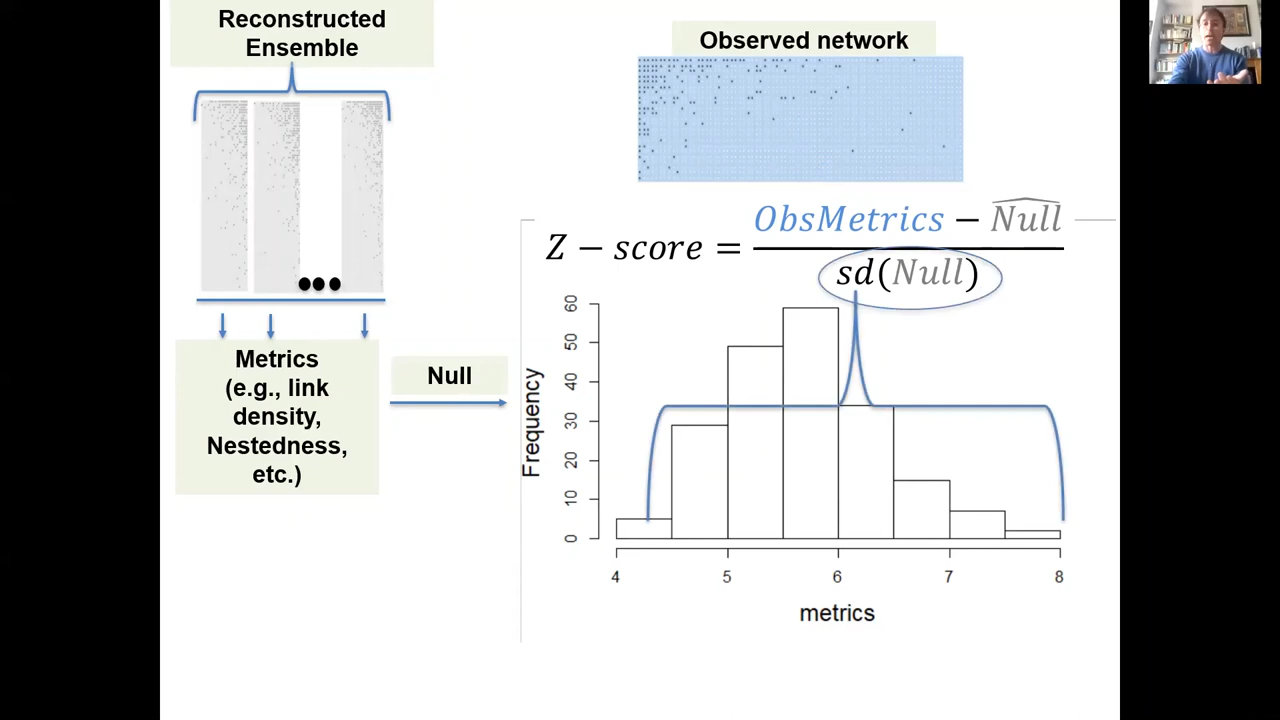 Reconstructed
Ensemble
Observed network
Z − score = ObsMetrics − \widehat{Null}
sd(Null)
Metrics
(e.g., link
density,
Nestedness,
etc.)
Null
Frequency
60
50
40
30
20
10
0
4 5 6 7 8
metrics